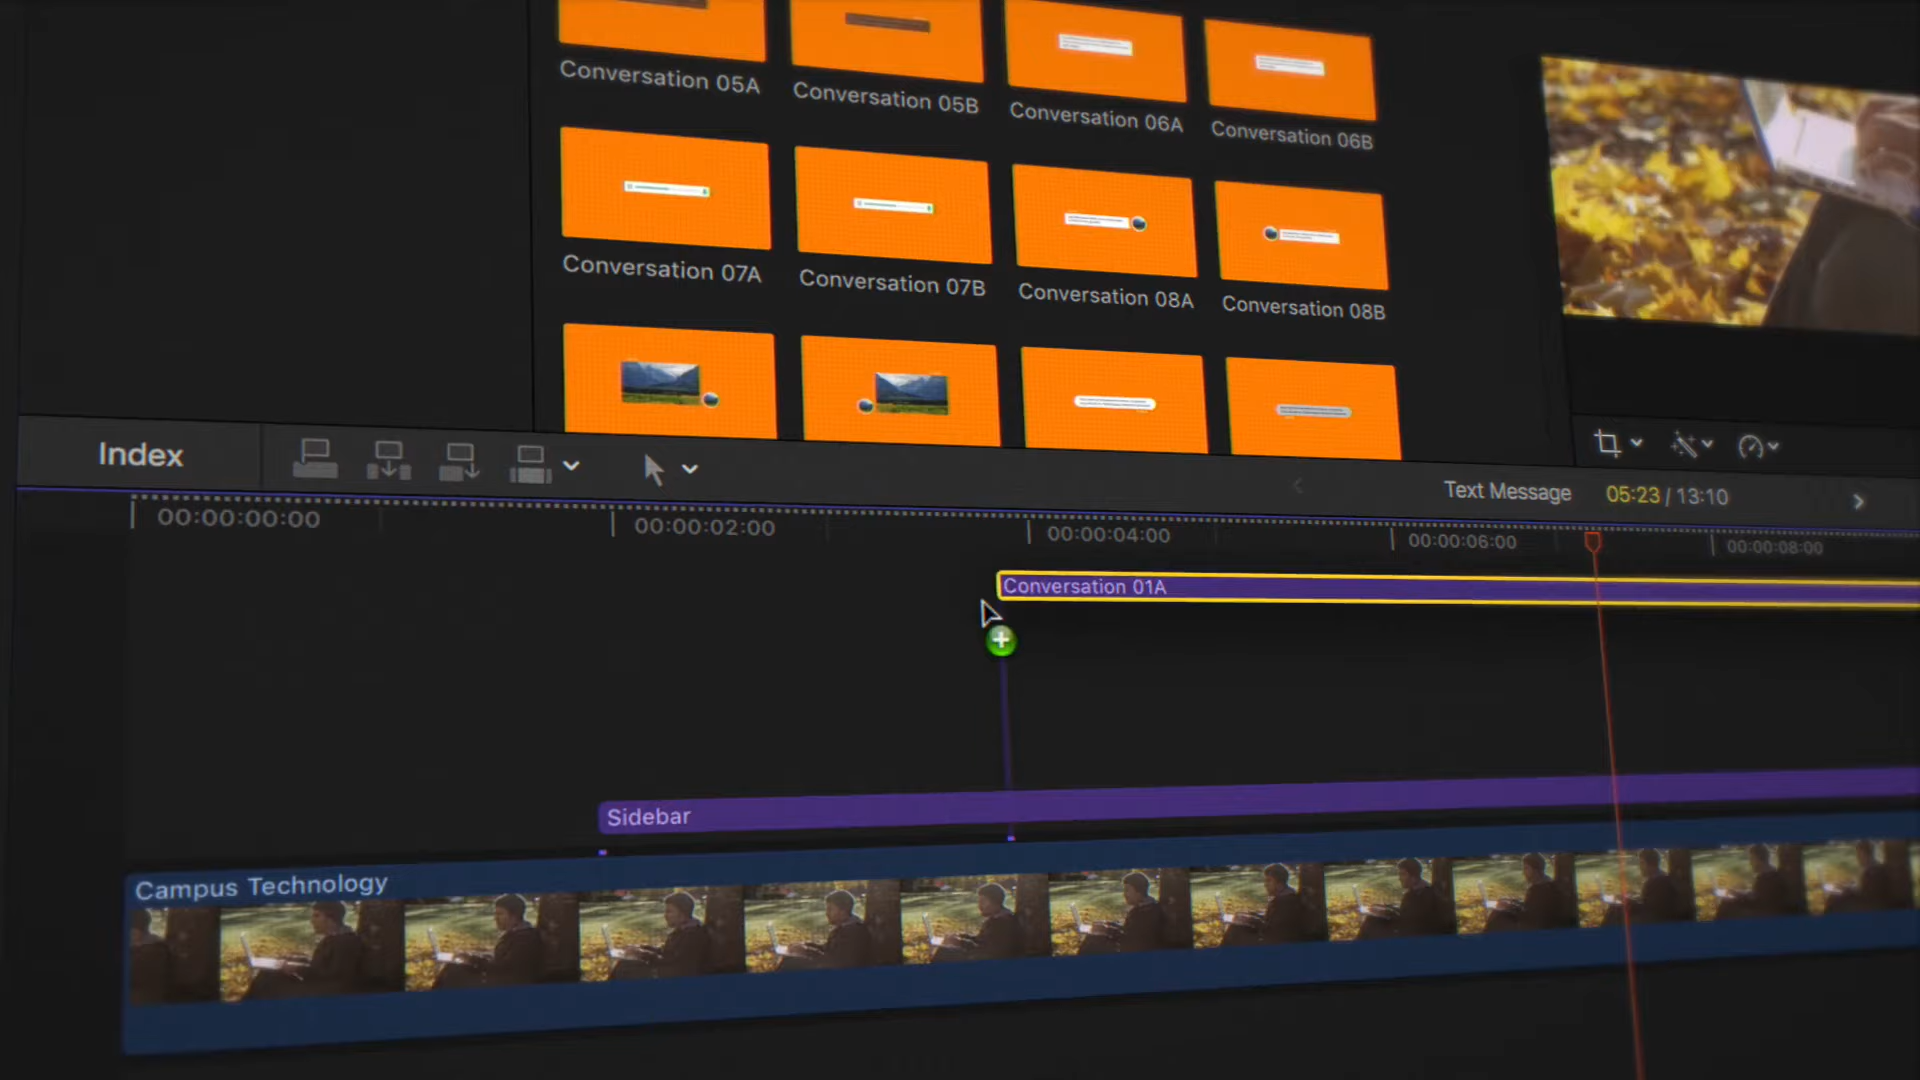 Conversation 05A
Conversation 05B
Conversation 06A
Conversation 06B
Conversation 07A
Conversation 07B
Conversation 08A
Conversation 08B
Index
Text Message 05:23 / 13:10
00:00:00:00
00:00:02:00
00:00:04:00
00:00:06:00
00:00:08:00
Conversation 01A
Sidebar
Campus Technology